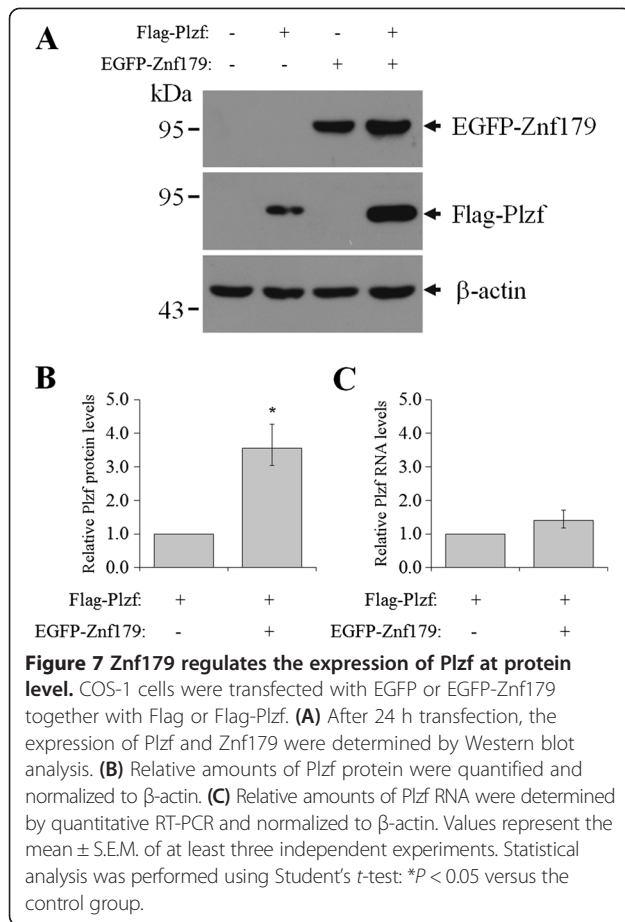 A
Flag-Plzf: - + - +
EGFP-Znf179: - - + +
kDa
95
EGFP-Znf179
95
Flag-Plzf
β-actin
43
B
Relative Plzf protein levels
5.0
4.0
3.0
2.0
1.0
0.0
*
Flag-Plzf: + +
EGFP-Znf179: - +
C
Relative Plzf RNA levels
5.0
4.0
3.0
2.0
1.0
0.0
Flag-Plzf: + +
EGFP-Znf179: - +
Figure 7 Znf179 regulates the expression of Plzf at protein
level. COS-1 cells were transfected with EGFP or EGFP-Znf179
together with Flag or Flag-Plzf. (A) After 24 h transfection, the
expression of Plzf and Znf179 were determined by Western blot
analysis. (B) Relative amounts of Plzf protein were quantified and
normalized to β-actin. (C) Relative amounts of Plzf RNA were determined
by quantitative RT-PCR and normalized to β-actin. Values represent the
mean ± S.E.M. of at least three independent experiments. Statistical
analysis was performed using Student's t-test: *P < 0.05 versus the
control group.